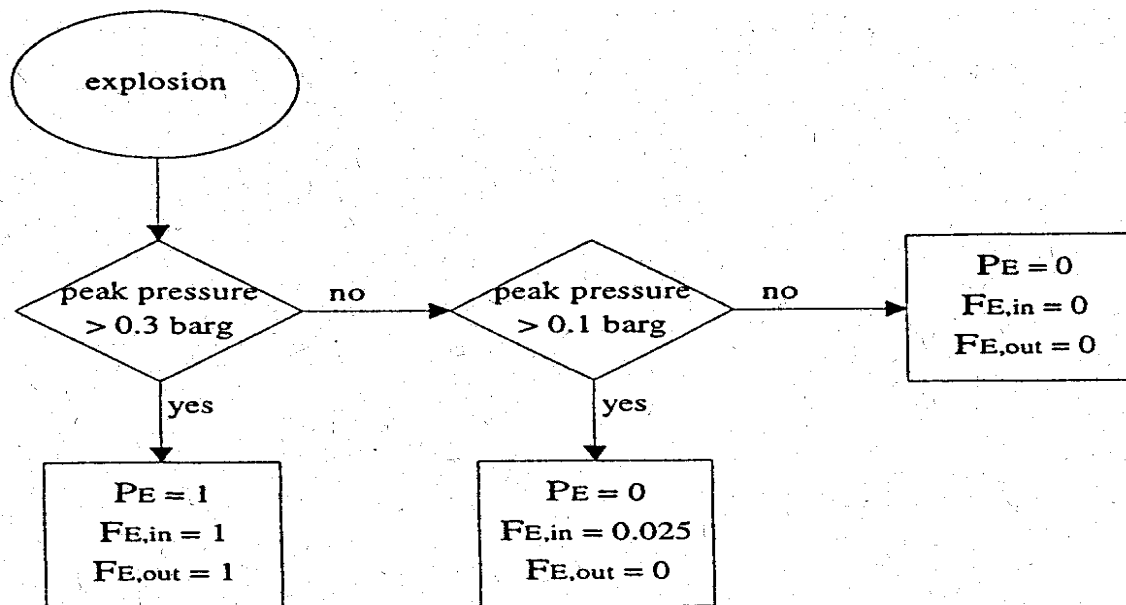 explosion
peak pressure
> 0.3 barg
no
peak pressure
> 0.1 barg
no
PE = 0
FE,in = 0
FE,out = 0
yes
yes
PE = 1
FE,in = 1
FE,out = 1
PE = 0
FE,in = 0.025
FE,out = 0